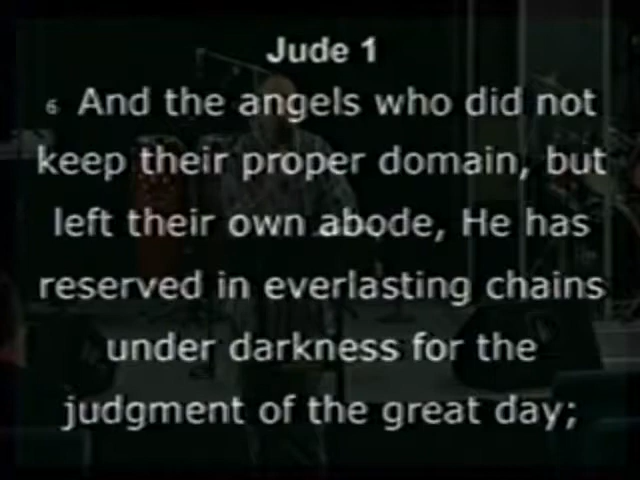 Jude 1
6 And the angels who did not
keep their proper domain, but
left their own abode, He has
reserved in everlasting chains
under darkness for the
judgment of the great day;